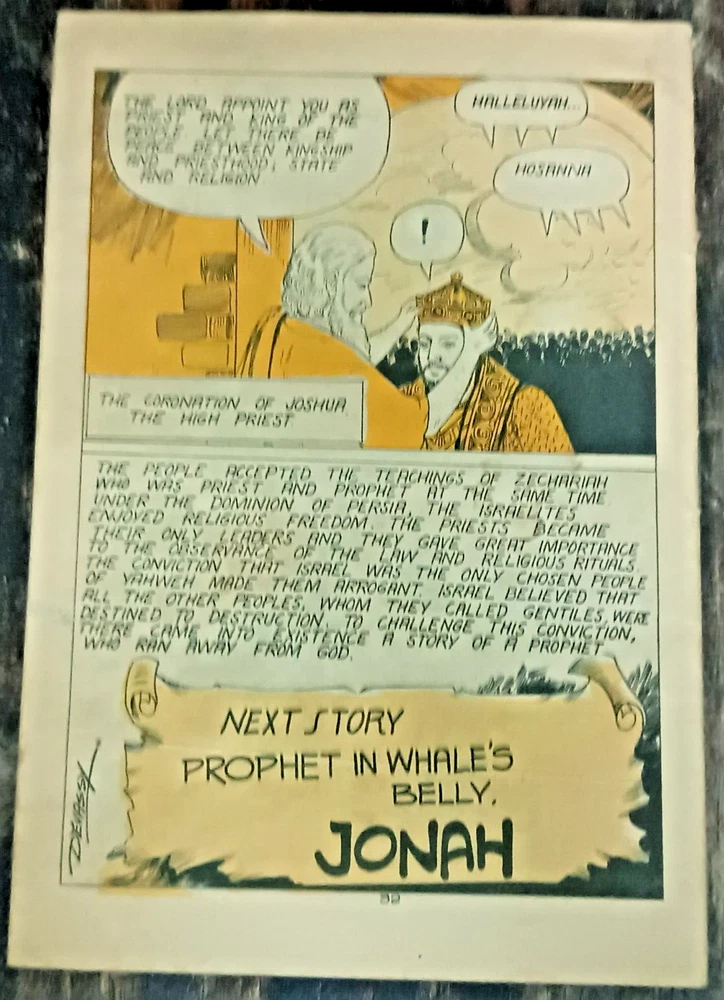 THE LORD APPOINT YOU AS
PRIEST AND KING OF THE
PEOPLE. LET THERE BE
PEACE BETWEEN KINGSHIP
AND PRIESTHOOD, STATE
AND RELIGION
HALLELUYAH...
HOSANNA
!
THE CORONATION OF JOSHUA
THE HIGH PRIEST
THE PEOPLE ACCEPTED THE TEACHINGS OF ZECHARIAH
WHO WAS PRIEST AND PROPHET AT THE SAME TIME.
UNDER THE DOMINION OF PERSIA, THE ISRAELITES
ENJOYED RELIGIOUS FREEDOM. THE PRIESTS BECAME
THEIR ONLY LEADERS AND THEY GAVE GREAT IMPORTANCE
TO THE OBSERVANCE OF THE LAW AND RELIGIOUS RITUALS.
THE CONVICTION THAT ISRAEL WAS THE ONLY CHOSEN PEOPLE
OF YAHWEH MADE THEM ARROGANT. ISRAEL BELIEVED THAT
ALL THE OTHER PEOPLES, WHOM THEY CALLED GENTILES, WERE
DESTINED TO DESTRUCTION. TO CHALLENGE THIS CONVICTION,
THERE CAME INTO EXISTENCE A STORY OF A PROPHET
WHO RAN AWAY FROM GOD.
NEXT STORY
PROPHET IN WHALE'S
BELLY.
JONAH
DEVASSY
32